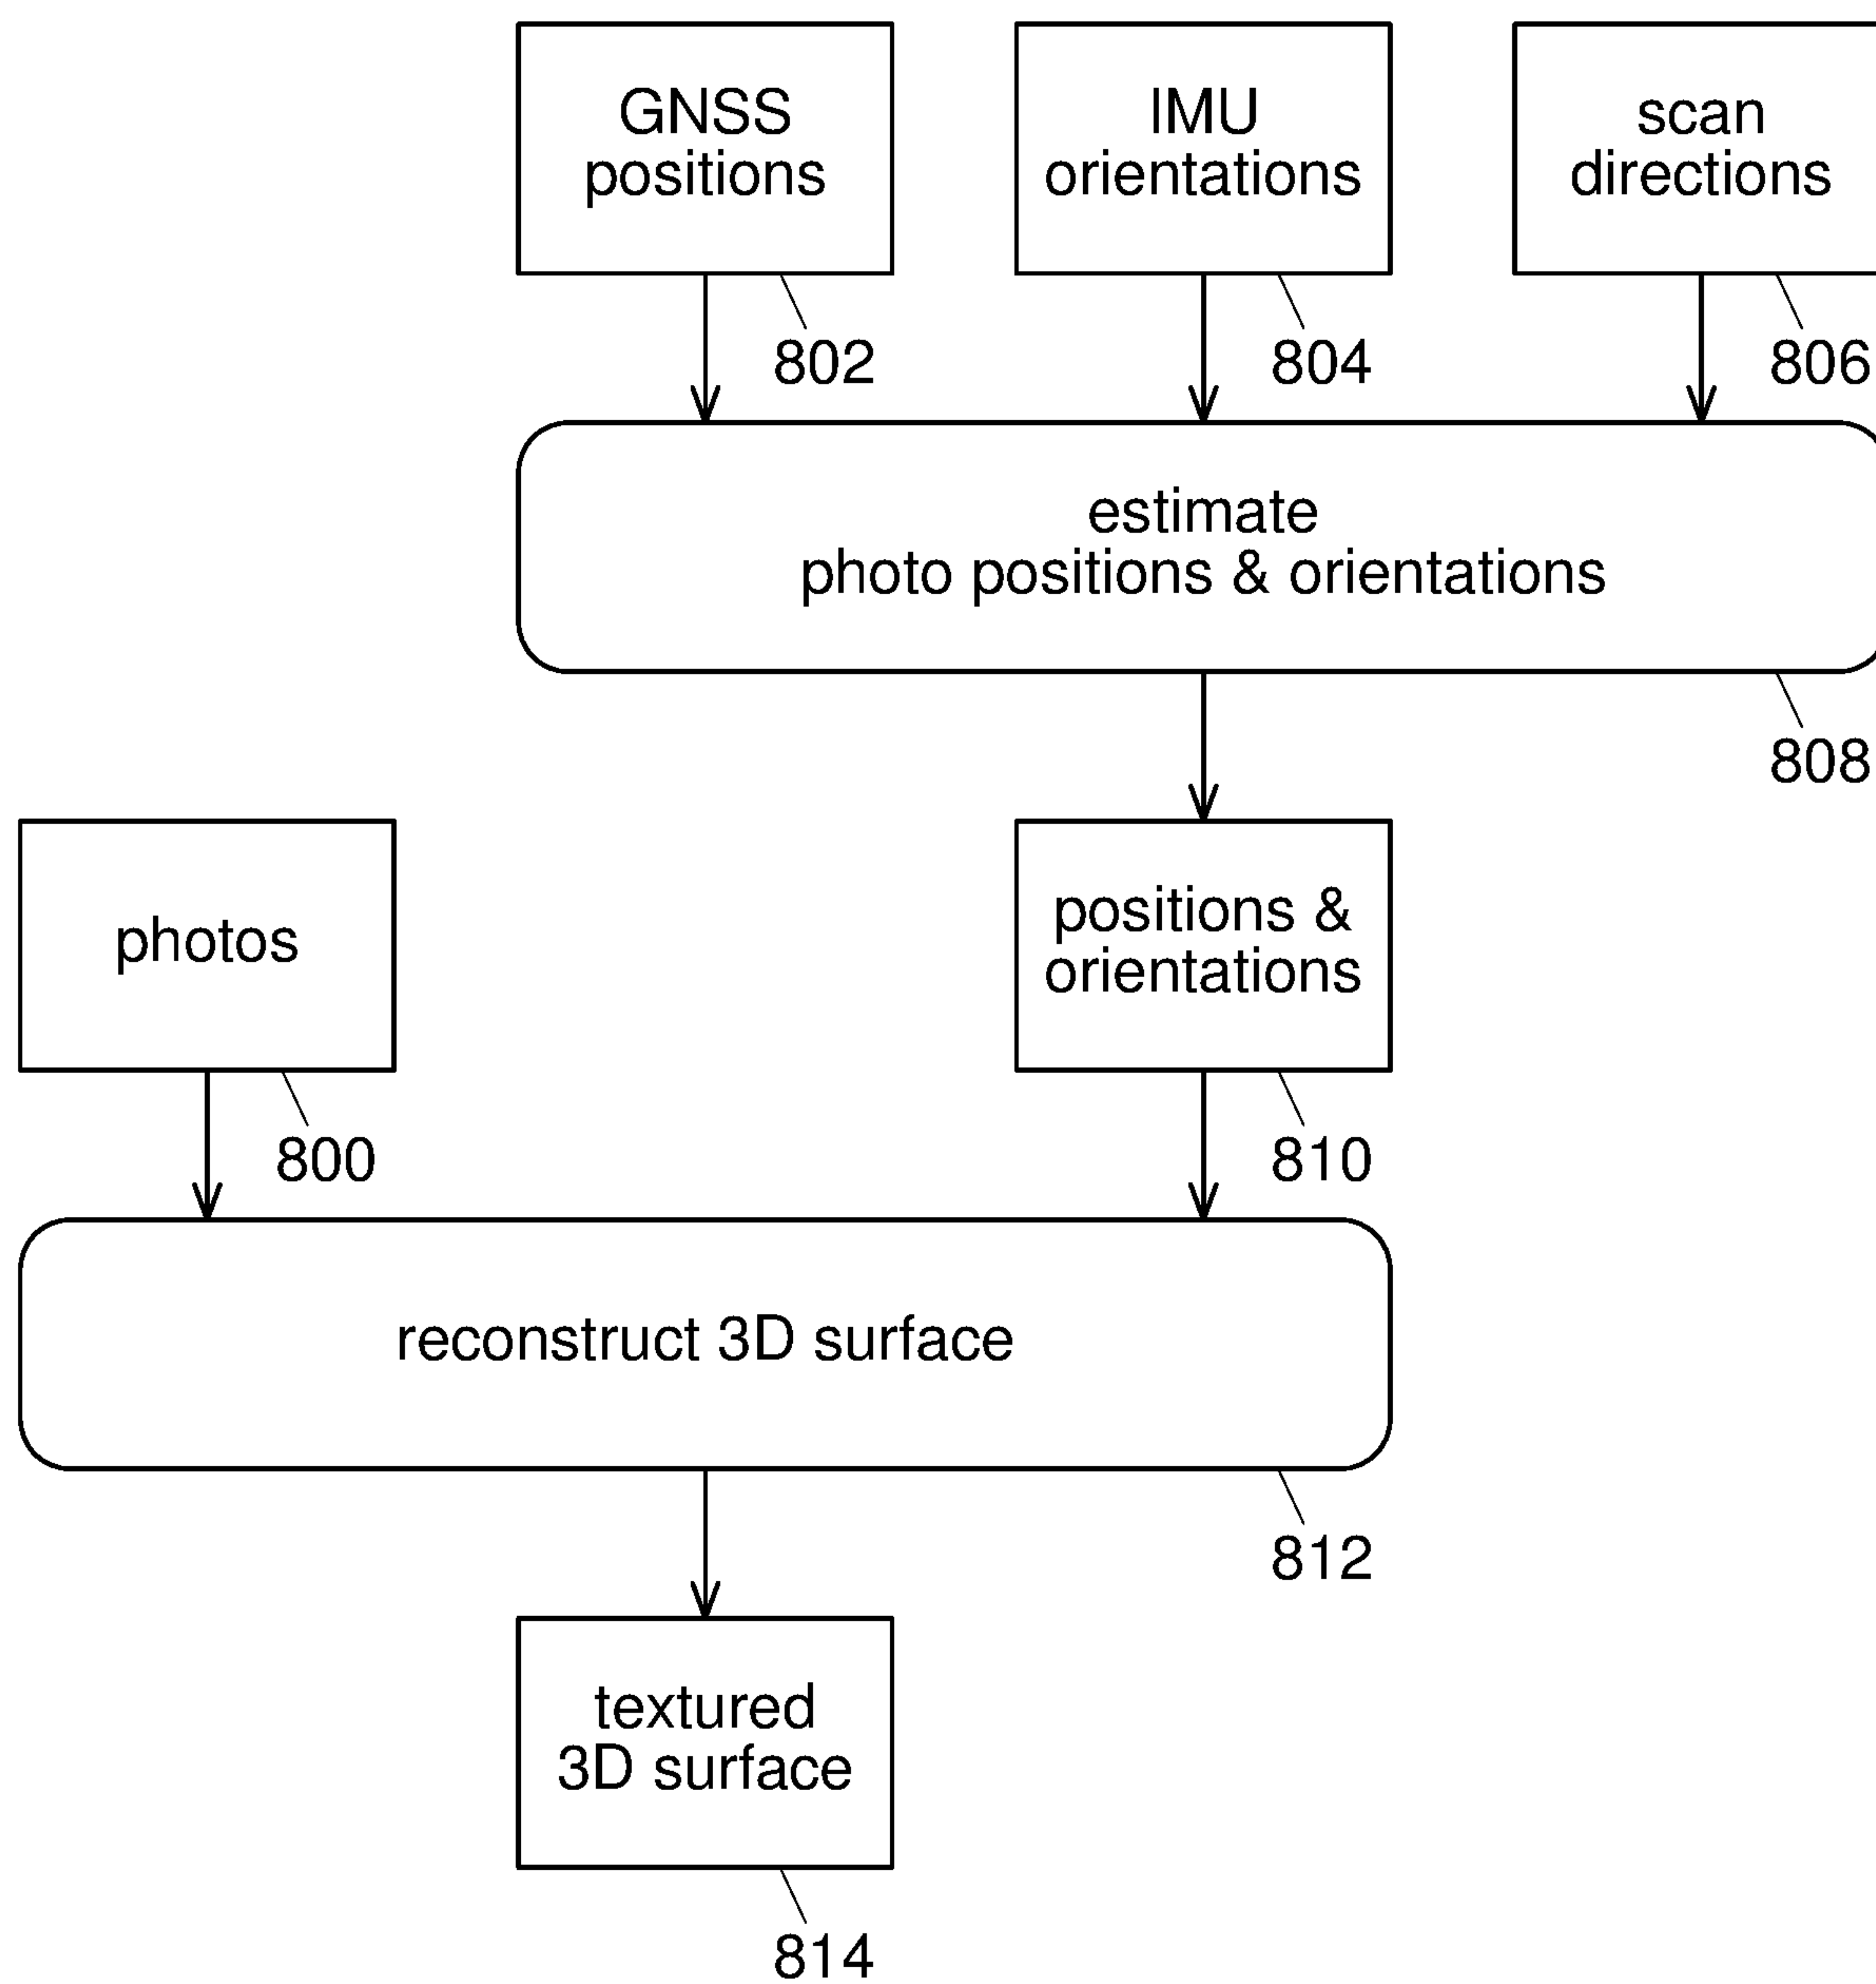 GNSS
positions
IMU
orientations
scan
directions
802
804
806
estimate
photo positions & orientations
808
photos
positions &
orientations
800
810
reconstruct 3D surface
812
textured
3D surface
814